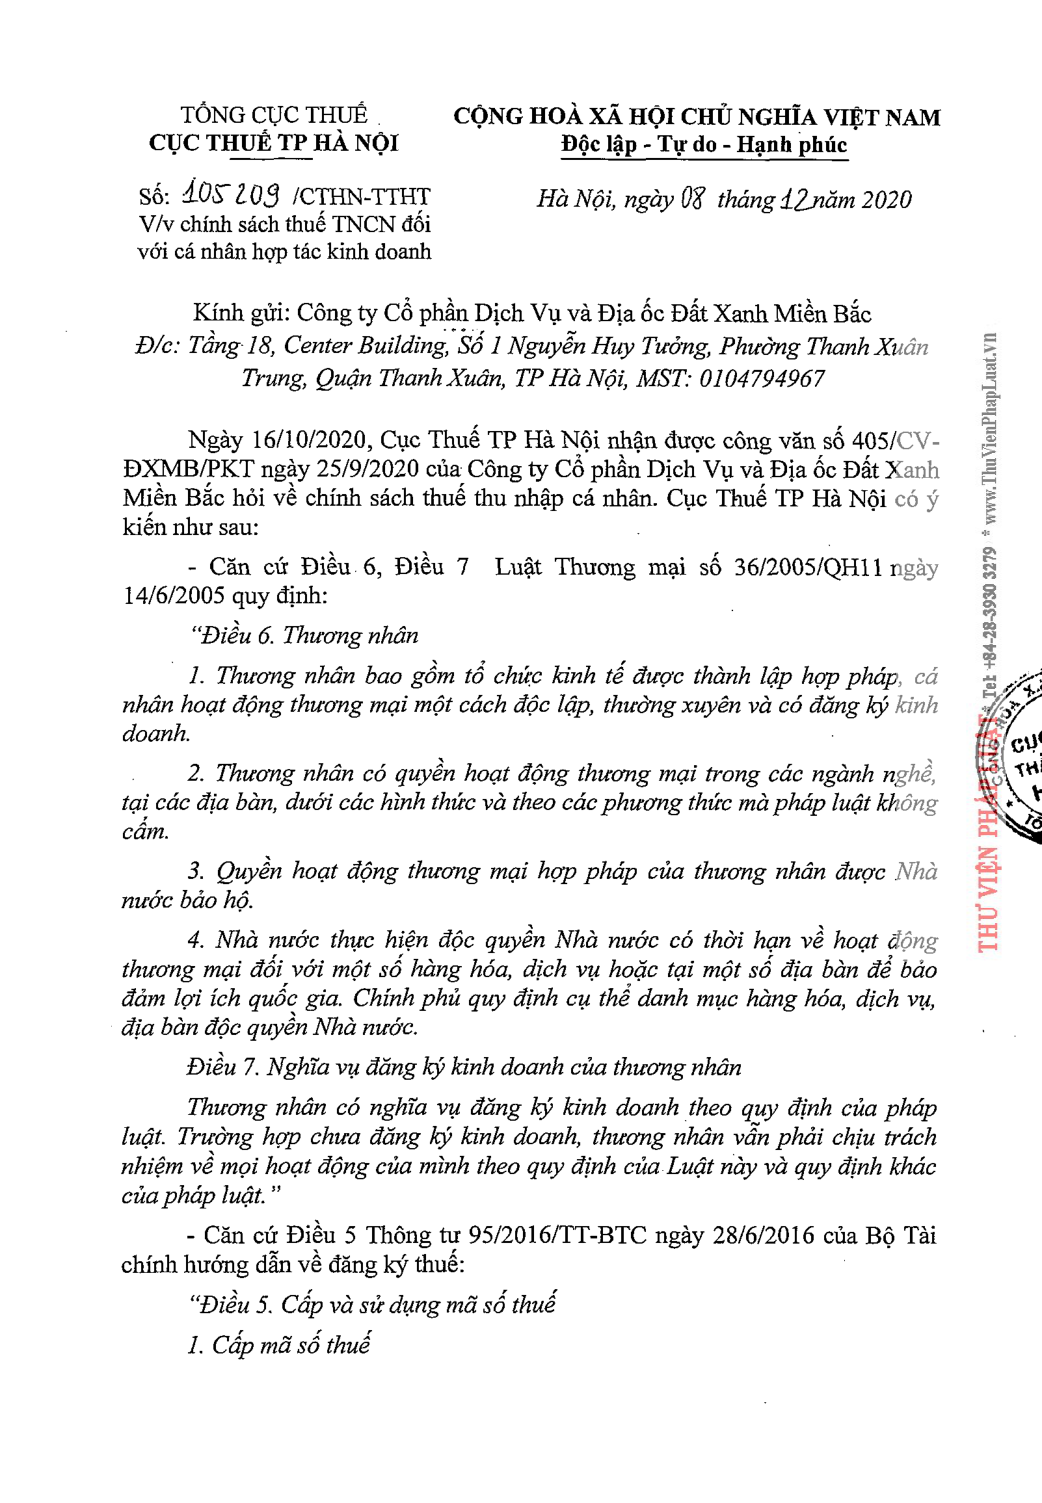 TỔNG CỤC THUẾ
CỤC THUẾ TP HÀ NỘI
CỘNG HOÀ XÃ HỘI CHỦ NGHĨA VIỆT NAM
Độc lập - Tự do - Hạnh phúc
Số: 105209 /CTHN-TTHT
V/v chính sách thuế TNCN đối
với cá nhân hợp tác kinh doanh
Hà Nội, ngày 08 tháng 12 năm 2020
Kính gửi: Công ty Cổ phần Dịch Vụ và Địa ốc Đất Xanh Miền Bắc
Đ/c: Tầng 18, Center Building, Số 1 Nguyễn Huy Tưởng, Phường Thanh Xuân
Trung, Quận Thanh Xuân, TP Hà Nội, MST: 0104794967
Ngày 16/10/2020, Cục Thuế TP Hà Nội nhận được công văn số 405/CV-
ĐXMB/PKT ngày 25/9/2020 của Công ty Cổ phần Dịch Vụ và Địa ốc Đất Xanh
Miền Bắc hỏi về chính sách thuế thu nhập cá nhân. Cục Thuế TP Hà Nội có ý
kiến như sau:
- Căn cứ Điều 6, Điều 7 Luật Thương mại số 36/2005/QH11 ngày
14/6/2005 quy định:
“Điều 6. Thương nhân
1. Thương nhân bao gồm tổ chức kinh tế được thành lập hợp pháp, cá
nhân hoạt động thương mại một cách độc lập, thường xuyên và có đăng ký kinh
doanh.
2. Thương nhân có quyền hoạt động thương mại trong các ngành nghề,
tại các địa bàn, dưới các hình thức và theo các phương thức mà pháp luật không
cấm.
3. Quyền hoạt động thương mại hợp pháp của thương nhân được Nhà
nước bảo hộ.
4. Nhà nước thực hiện độc quyền Nhà nước có thời hạn về hoạt động
thương mại đối với một số hàng hóa, dịch vụ hoặc tại một số địa bàn để bảo
đảm lợi ích quốc gia. Chính phủ quy định cụ thể danh mục hàng hóa, dịch vụ,
địa bàn độc quyền Nhà nước.
Điều 7. Nghĩa vụ đăng ký kinh doanh của thương nhân
Thương nhân có nghĩa vụ đăng ký kinh doanh theo quy định của pháp
luật. Trường hợp chưa đăng ký kinh doanh, thương nhân vẫn phải chịu trách
nhiệm về mọi hoạt động của mình theo quy định của Luật này và quy định khác
của pháp luật.”
- Căn cứ Điều 5 Thông tư 95/2016/TT-BTC ngày 28/6/2016 của Bộ Tài
chính hướng dẫn về đăng ký thuế:
“Điều 5. Cấp và sử dụng mã số thuế
1. Cấp mã số thuế
THƯ VIỆN PHÁP LUẬT * Tel: +84-28-3930 3279 * www.ThuVienPhapLuat.vn